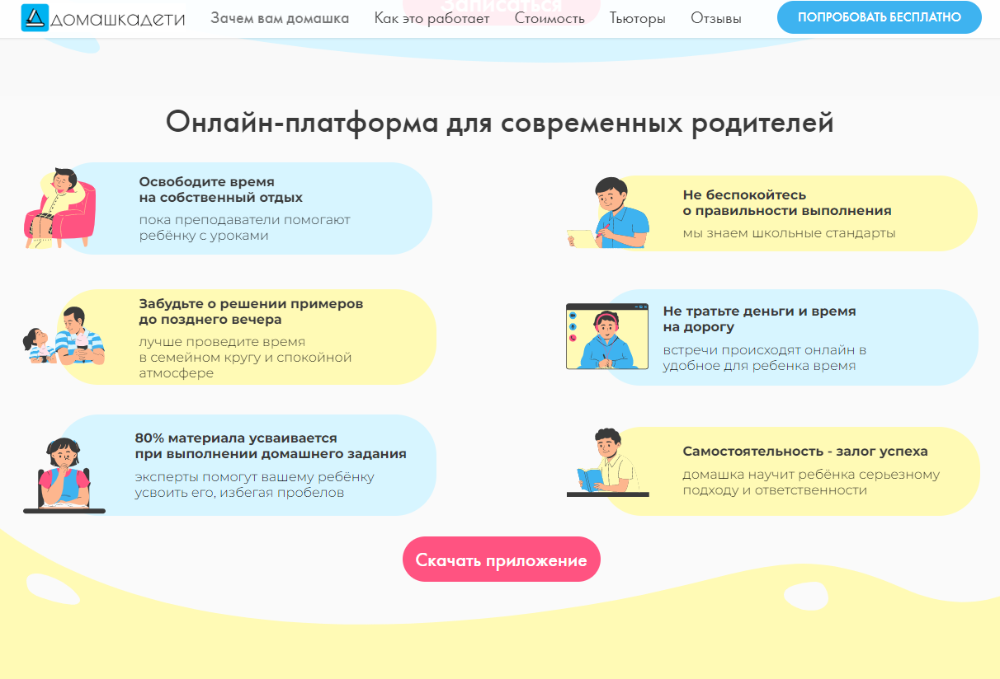 домашкадети
Зачем вам домашка
Как это работает
Стоимость
Тьюторы
Отзывы
ПОПРОБОВАТЬ БЕСПЛАТНО
Записаться
Онлайн-платформа для современных родителей
Освободите время
на собственный отдых
пока преподаватели помогают
ребёнку с уроками
Не беспокойтесь
о правильности выполнения
мы знаем школьные стандарты
Забудьте о решении примеров
до позднего вечера
лучше проведите время
в семейном кругу и спокойной
атмосфере
Не тратьте деньги и время
на дорогу
встречи происходят онлайн в
удобное для ребенка время
80% материала усваивается
при выполнении домашнего задания
эксперты помогут вашему ребёнку
усвоить его, избегая пробелов
Самостоятельность - залог успеха
домашка научит ребёнка серьезному
подходу и ответственности
Скачать приложение